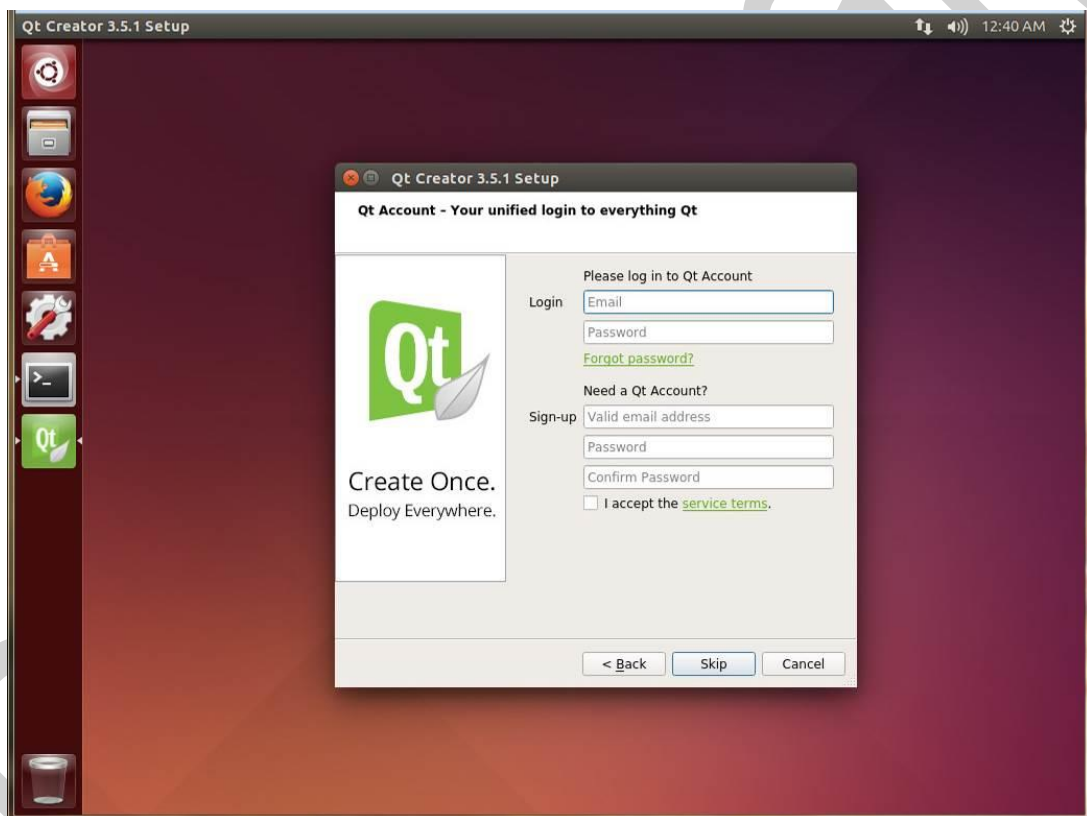 Qt Creator 3.5.1 Setup
12:40 AM
Qt Creator 3.5.1 Setup
Qt Account - Your unified login to everything Qt
Please log in to Qt Account
Login Email
Password
Forgot password?
Need a Qt Account?
Sign-up Valid email address
Password
Confirm Password
I accept the service terms.
Qt
Create Once.
Deploy Everywhere.
< Back Skip Cancel
>_
Qt